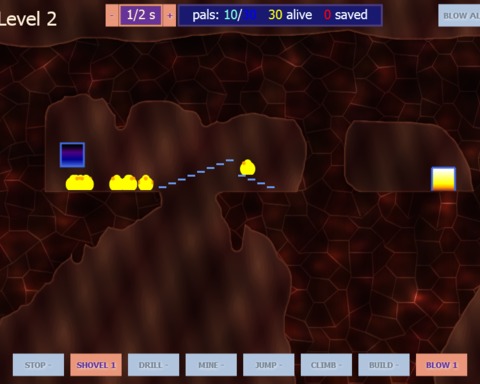 Level 2
- 1/2 s +
pals: 10/ 30 alive 0 saved
BLOW AL
STOP - SHOVEL 1 DRILL - MINE - JUMP - CLIMB - BUILD - BLOW 1